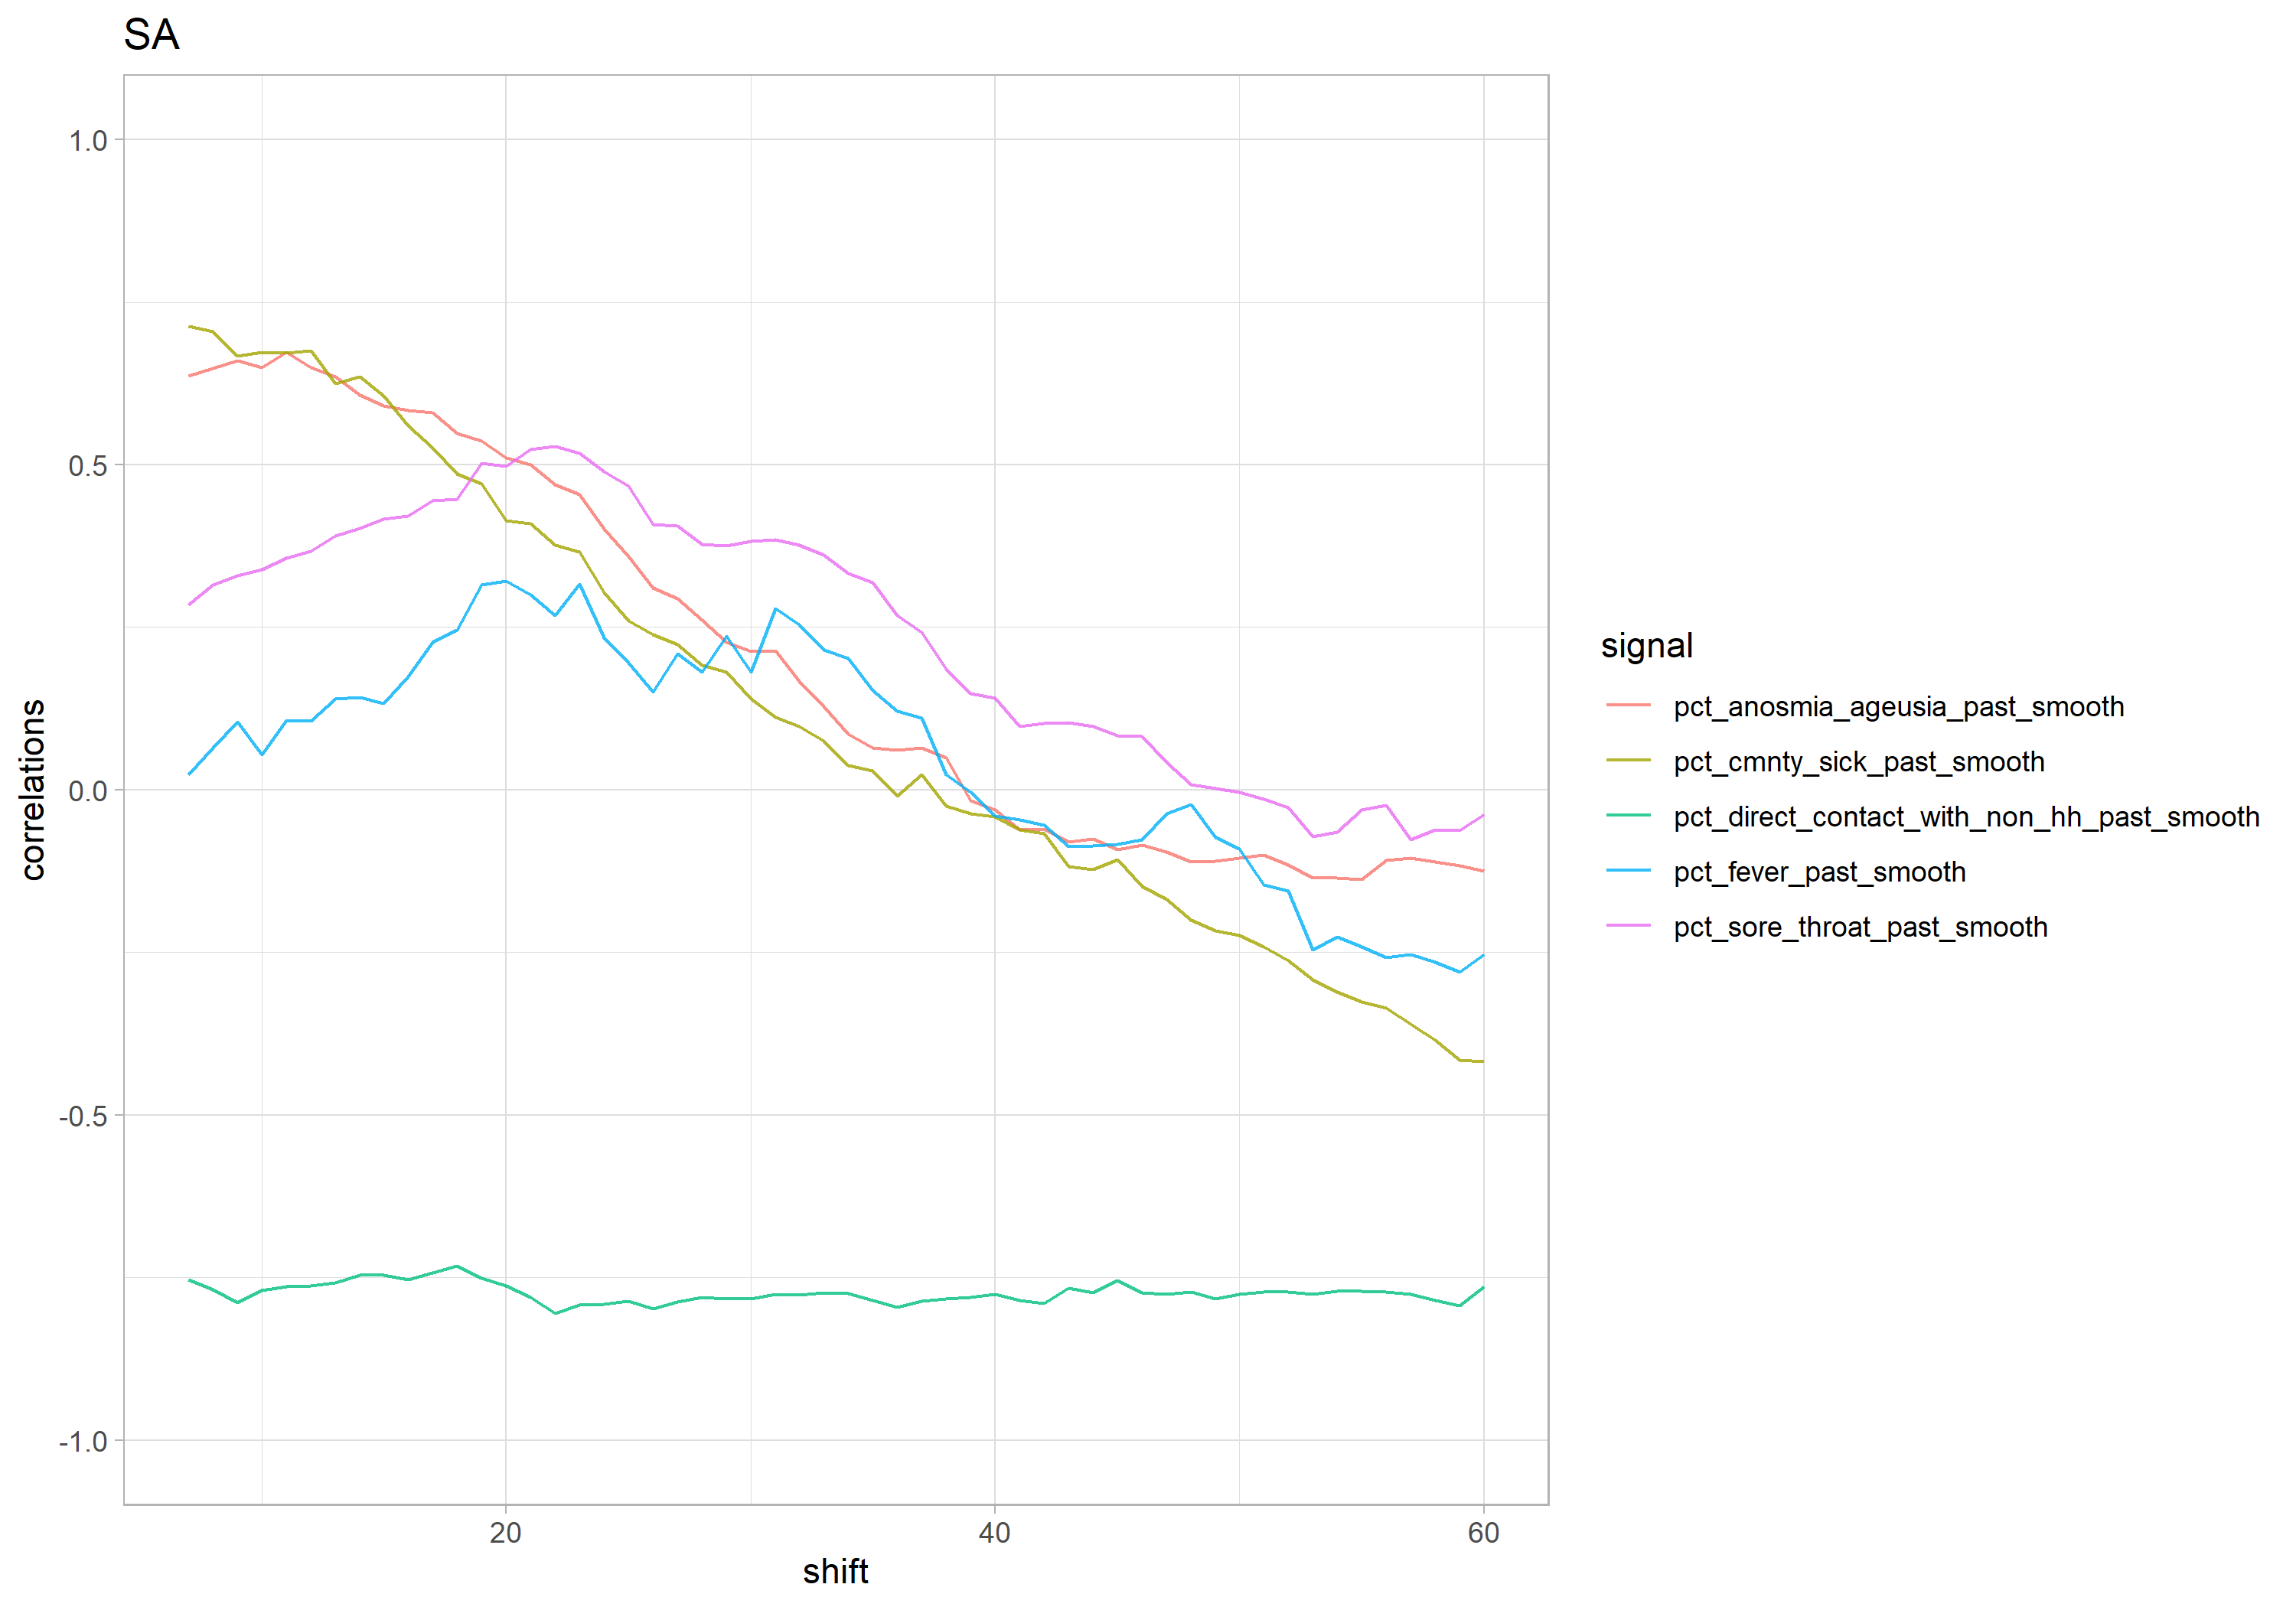 SA
1.0
0.5
0.0
-0.5
-1.0
correlations
20 40 60
shift
signal
pct_anosmia_ageusia_past_smooth
pct_cmnty_sick_past_smooth
pct_direct_contact_with_non_hh_past_smooth
pct_fever_past_smooth
pct_sore_throat_past_smooth